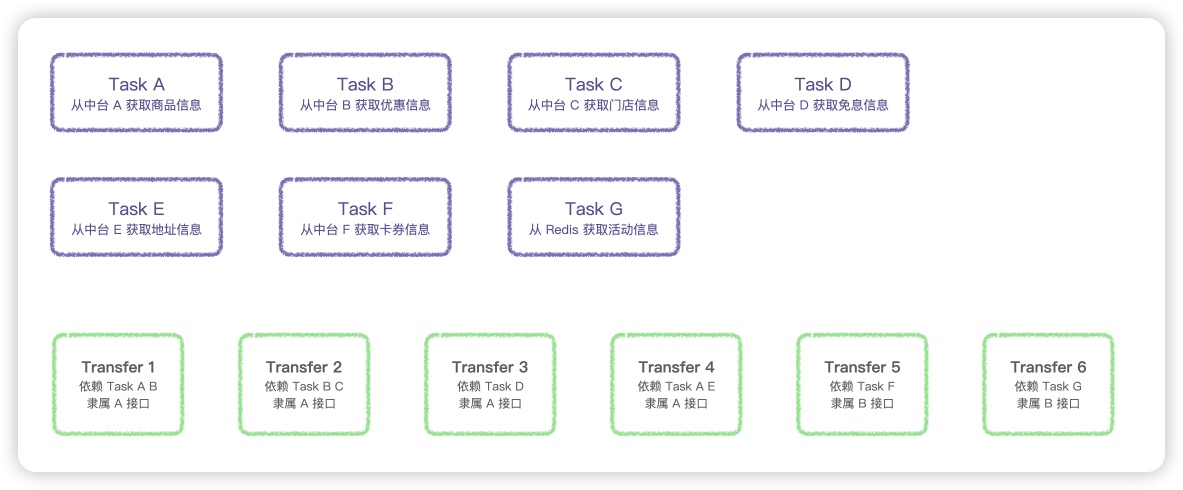 Task A
从中台 A 获取商品信息
Task B
从中台 B 获取优惠信息
Task C
从中台 C 获取门店信息
Task D
从中台 D 获取免息信息
Task E
从中台 E 获取地址信息
Task F
从中台 F 获取卡券信息
Task G
从 Redis 获取活动信息
Transfer 1
依赖 Task A B
隶属 A 接口
Transfer 2
依赖 Task B C
隶属 A 接口
Transfer 3
依赖 Task D
隶属 A 接口
Transfer 4
依赖 Task A E
隶属 A 接口
Transfer 5
依赖 Task F
隶属 B 接口
Transfer 6
依赖 Task G
隶属 B 接口